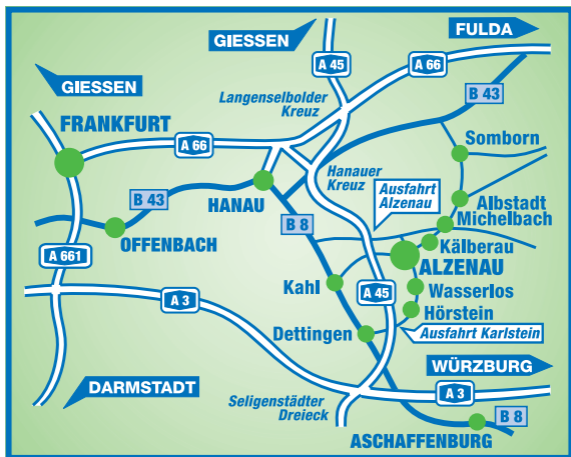 GIESSEN
A 45
FULDA
A 66
GIESSEN
Langenselbolder
Kreuz
B 43
FRANKFURT
A 66
Somborn
Hanauer
Kreuz
Ausfahrt
Alzenau
B 43
HANAU
Albstadt
Michelbach
B 8
OFFENBACH
Kälberau
ALZENAU
A 661
Kahl
A 45
Wasserlos
A 3
Hörstein
Dettingen
Ausfahrt Karlstein
WÜRZBURG
DARMSTADT
A 3
Seligenstädter
Dreieck
B 8
ASCHAFFENBURG